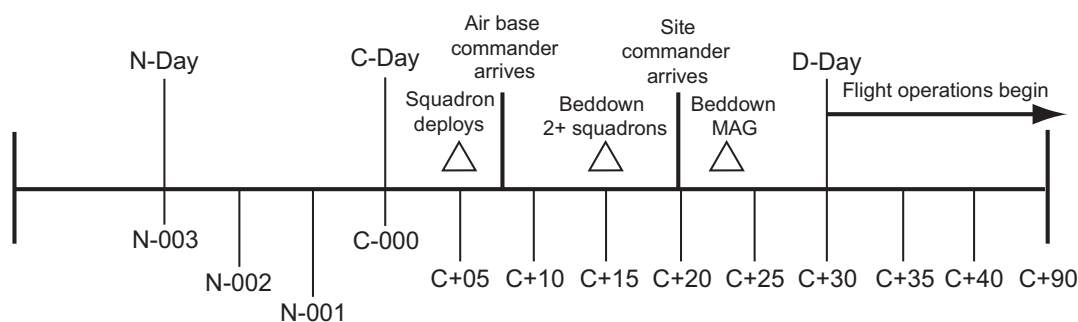 Air base
commander
arrives
Site
commander
arrives
N-Day
C-Day
D-Day
Squadron
deploys
Beddown
2+ squadrons
Beddown
MAG
Flight operations begin
N-003
N-002
N-001
C-000
C+05
C+10
C+15
C+20
C+25
C+30
C+35
C+40
C+90